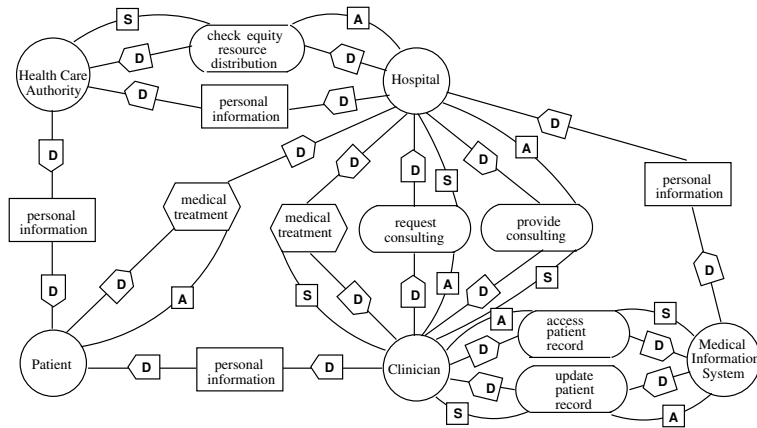 S
A
check equity
resource
distribution
D
D
Health Care
Authority
Hospital
D
personal
information
D
D
D
D
D
D
D
A
S
D
personal
information
medical
treatment
medical
treatment
request
consulting
provide
consulting
personal
information
D
D
A
S
D
D
A
D
S
D
Patient
D
personal
information
D
Clinician
A
access
patient
record
S
D
D
Medical
Information
System
D
update
patient
record
D
S
A